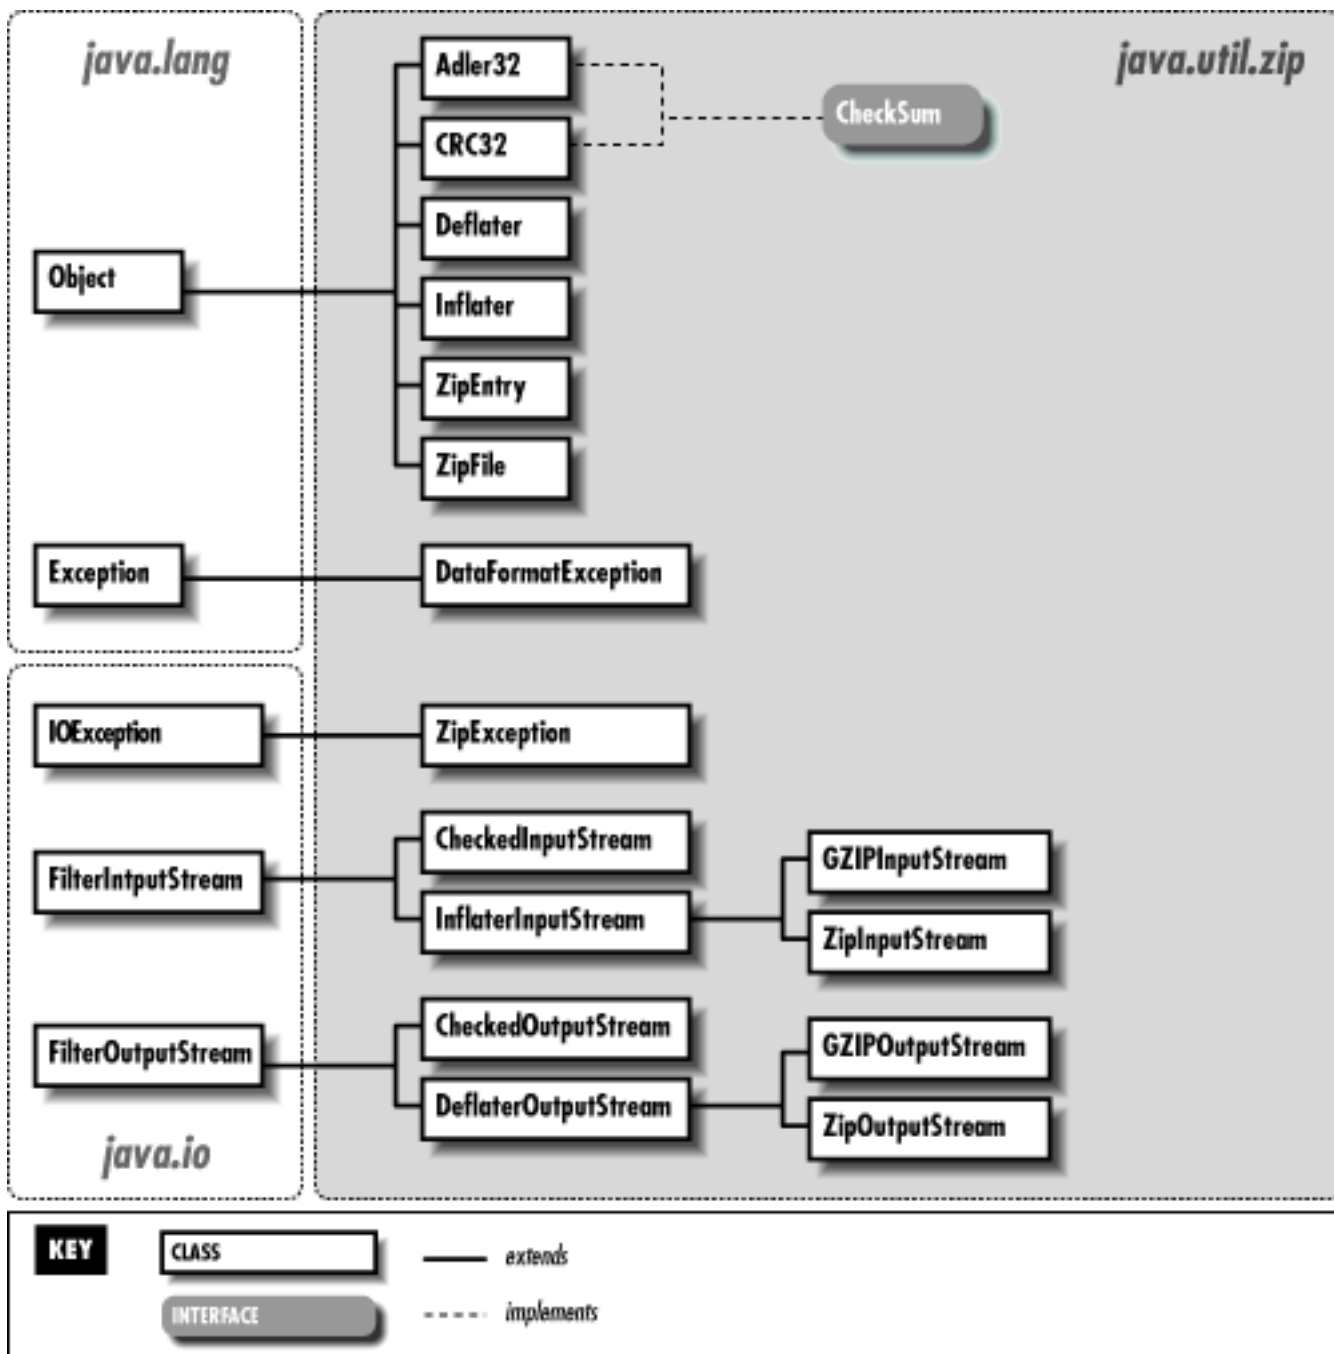 java.lang
java.util.zip
Adler32
CheckSum
CRC32
Deflater
Object
Inflater
ZipEntry
ZipFile
Exception
DataFormatException
IOException
ZipException
CheckedInputStream
FilterIntputStream
GZIPInputStream
InflaterInputStream
ZipInputStream
CheckedOutputStream
FilterOutputStream
GZIPOutputStream
DeflaterOutputStream
ZipOutputStream
java.io
KEY
CLASS
extends
INTERFACE
implements